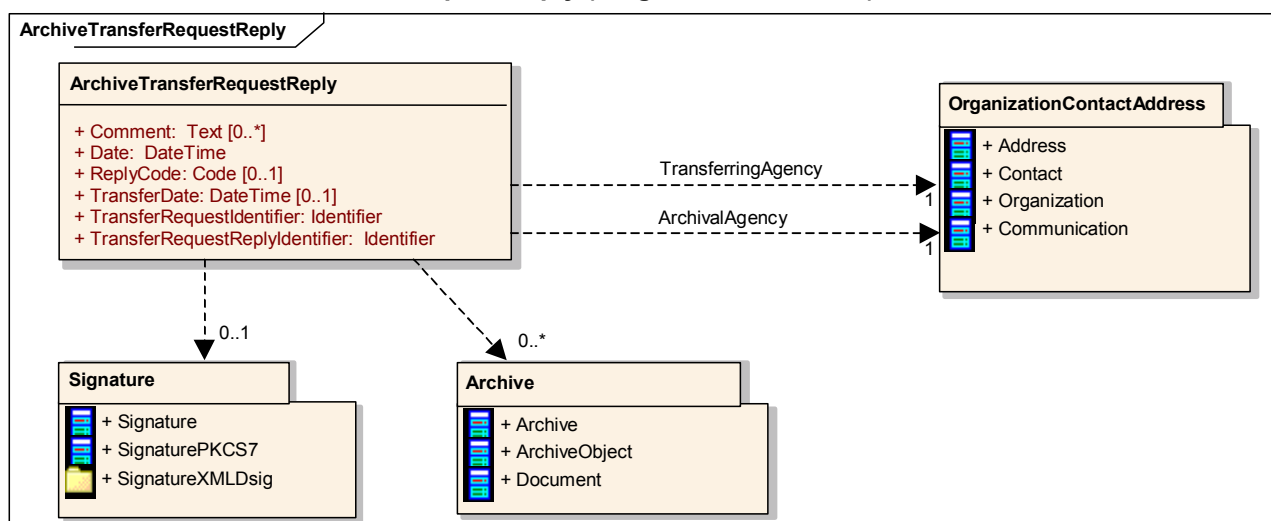 ArchiveTransferRequestReply
ArchiveTransferRequestReply
+ Comment: Text [0..*]
+ Date: DateTime
+ ReplyCode: Code [0..1]
+ TransferDate: DateTime [0..1]
+ TransferRequestIdentifier: Identifier
+ TransferRequestReplyIdentifier: Identifier
TransferringAgency
1
ArchivalAgency
1
OrganizationContactAddress
+ Address
+ Contact
+ Organization
+ Communication
0..1
0..*
Signature
+ Signature
+ SignaturePKCS7
+ SignatureXMLDsig
Archive
+ Archive
+ ArchiveObject
+ Document